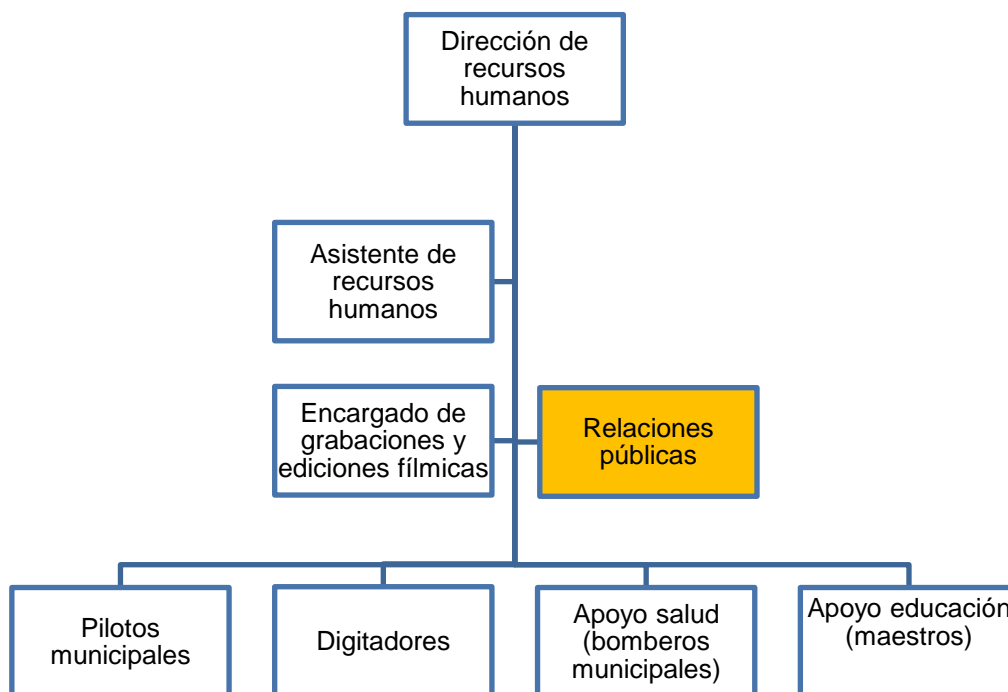 Dirección de
recursos
humanos
Asistente de
recursos
humanos
Encargado de
grabaciones y
ediciones fílmicas
Relaciones
públicas
Pilotos
municipales
Digitadores
Apoyo salud
(bomberos
municipales)
Apoyo educación
(maestros)